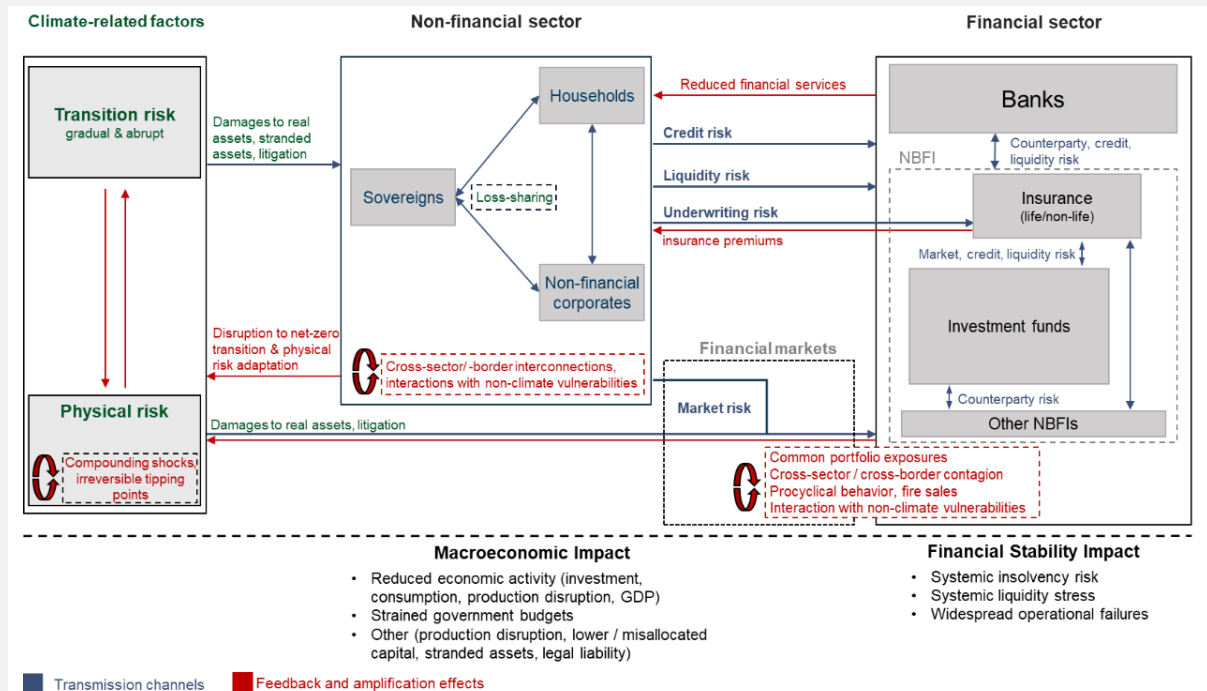 Climate-related factors
Non-financial sector
Financial sector
Transition risk
gradual & abrupt
Damages to real
assets, stranded
assets, litigation
Households
Sovereigns
Loss-sharing
Non-financial
corporates
Reduced financial services
Credit risk
Liquidity risk
Underwriting risk
insurance premiums
Banks
Counterparty, credit,
liquidity risk
NBFI
Insurance
(life/non-life)
Market, credit, liquidity risk
Investment funds
Counterparty risk
Other NBFIs
Disruption to net-zero
transition & physical
risk adaptation
Cross-sector/-border interconnections,
interactions with non-climate vulnerabilities
Financial markets
Market risk
Physical risk
Compounding shocks,
irreversible tipping
points
Damages to real assets, litigation
Common portfolio exposures
Cross-sector / cross-border contagion
Procyclical behavior, fire sales
Interaction with non-climate vulnerabilities
Macroeconomic Impact
• Reduced economic activity (investment,
consumption, production disruption, GDP)
• Strained government budgets
• Other (production disruption, lower / misallocated
capital, stranded assets, legal liability)
Financial Stability Impact
• Systemic insolvency risk
• Systemic liquidity stress
• Widespread operational failures
Transmission channels
Feedback and amplification effects